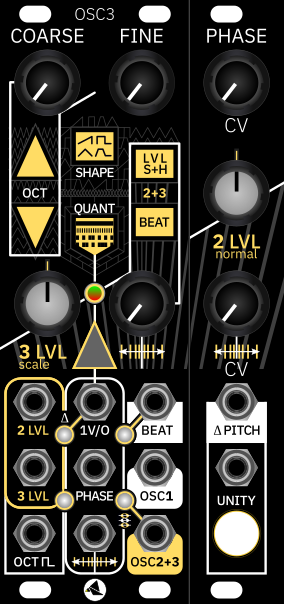 OSC3
COARSE FINE PHASE
CV
LVL
S+H
SHAPE
OCT
2+3
QUANT
BEAT
2 LVL
normal
3 LVL
scale
CV
Δ
2 LVL 1V/O BEAT Δ PITCH
3 LVL PHASE OSC1 UNITY
OCT OSC2+3